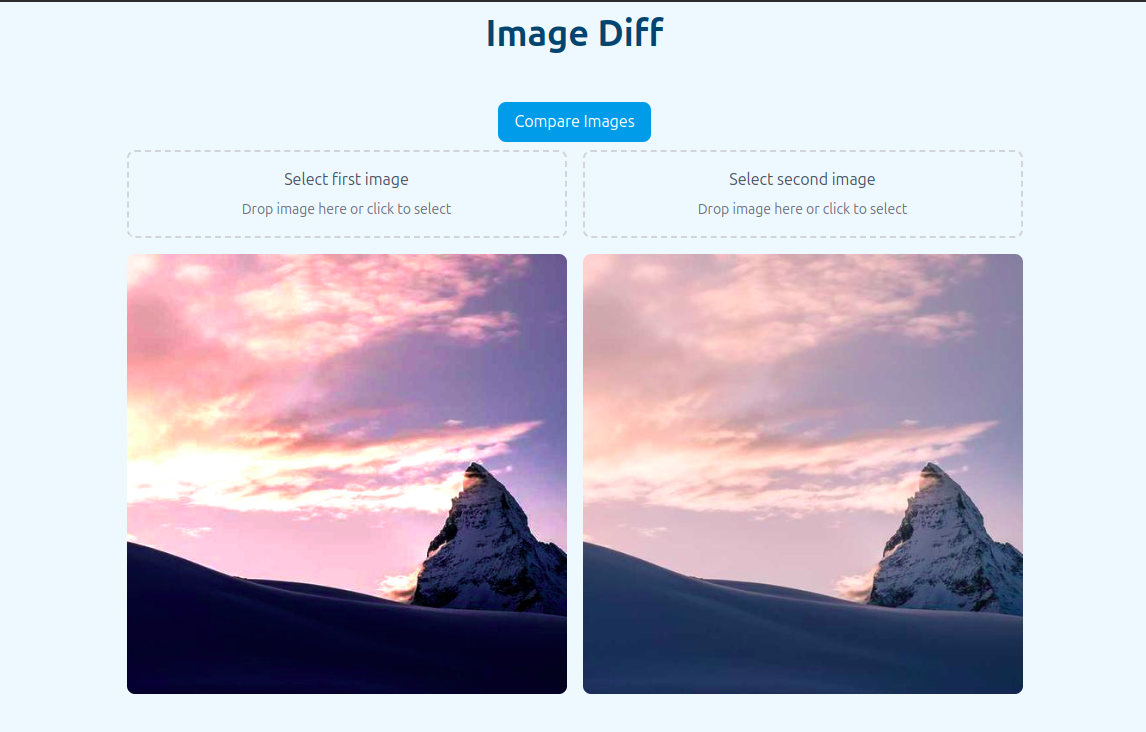 Image Diff
Compare Images
Select first image
Drop image here or click to select
Select second image
Drop image here or click to select